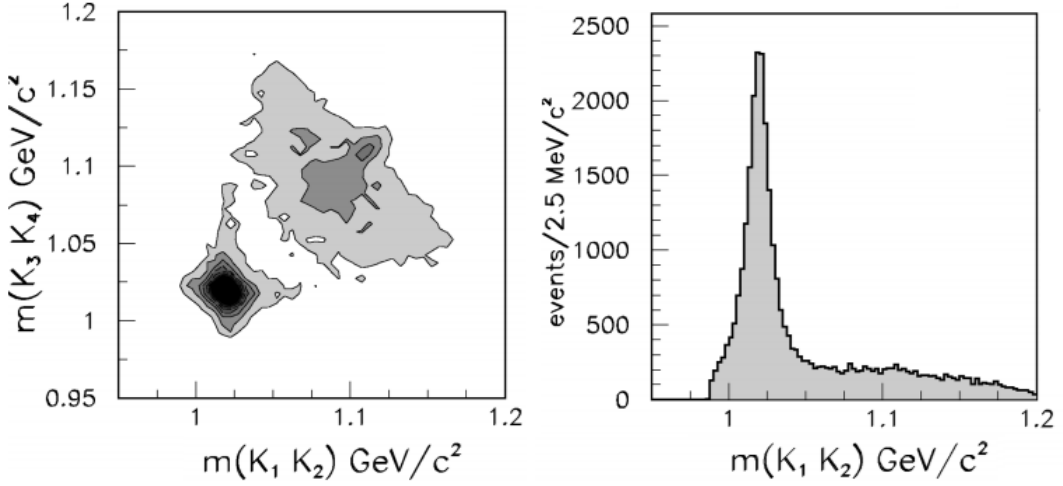 m(K₃ K₄) GeV/c²
1.2
1.15
1.1
1.05
1
0.95
1 1.1 1.2
m(K₁ K₂) GeV/c²
events/2.5 MeV/c²
2500
2000
1500
1000
500
0
1 1.1 1.2
m(K₁ K₂) GeV/c²